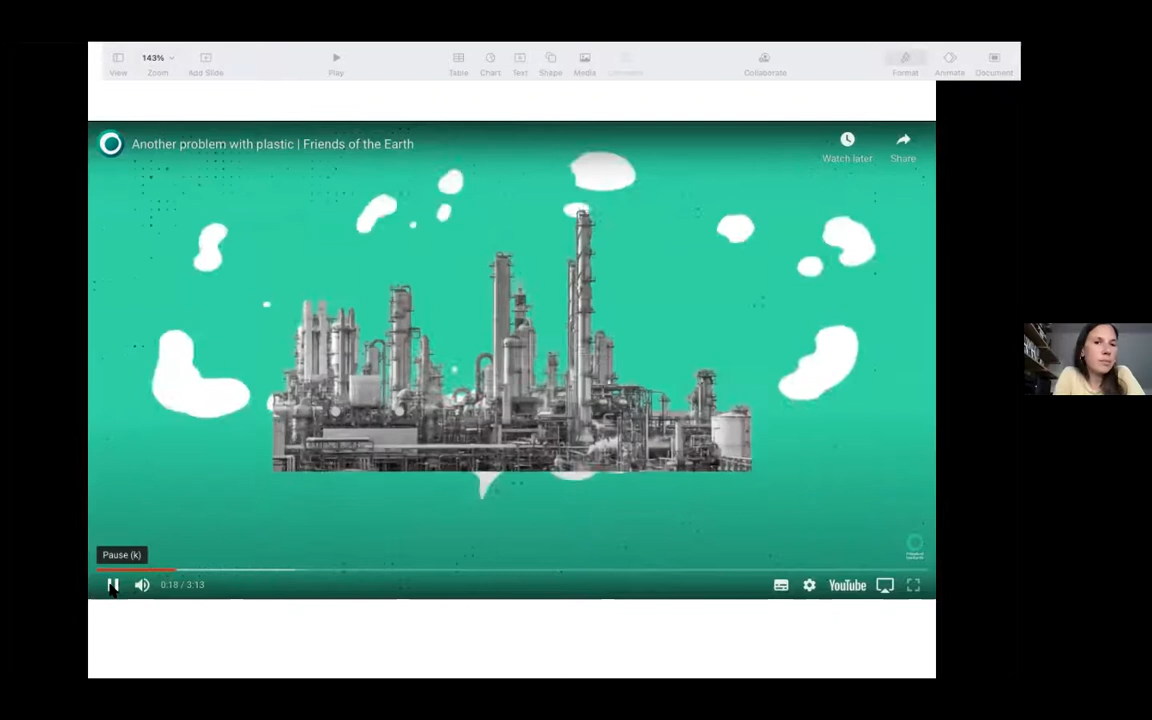 143%
View
Zoom
Add Slide
Play
Table
Chart
Text
Shape
Media
Comment
Collaborate
Format
Animate
Document
Another problem with plastic | Friends of the Earth
Watch later
Share
Pause (k)
0:18 / 3:13
YouTube